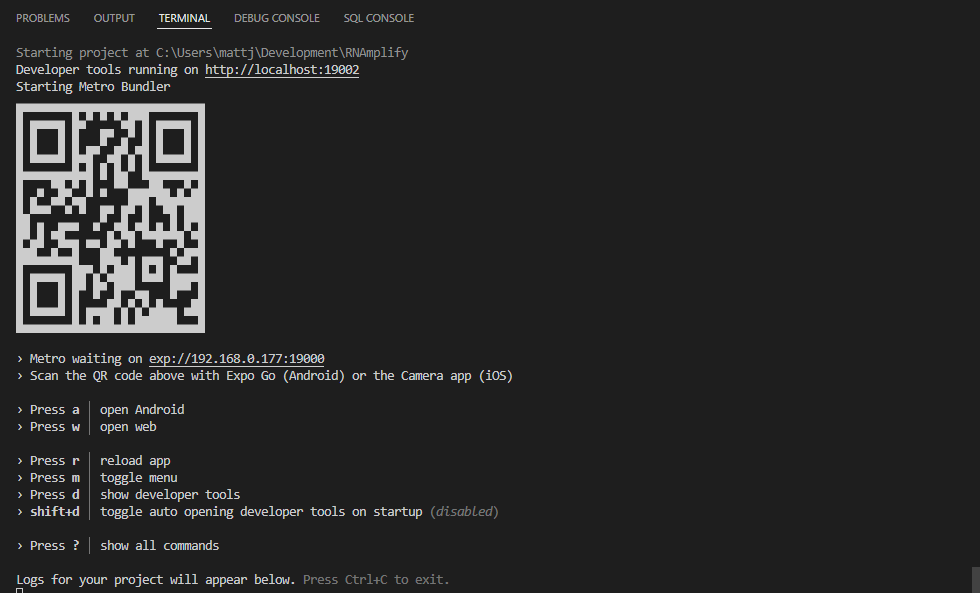 PROBLEMS OUTPUT TERMINAL DEBUG CONSOLE SQL CONSOLE
Starting project at C:\Users\mattj\Development\RNAmplify
Developer tools running on http://localhost:19002
Starting Metro Bundler
› Metro waiting on exp://192.168.0.177:19000
› Scan the QR code above with Expo Go (Android) or the Camera app (iOS)
› Press a │ open Android
› Press w │ open web
› Press r │ reload app
› Press m │ toggle menu
› Press d │ show developer tools
› shift+d │ toggle auto opening developer tools on startup (disabled)
› Press ? │ show all commands
Logs for your project will appear below. Press Ctrl+C to exit.